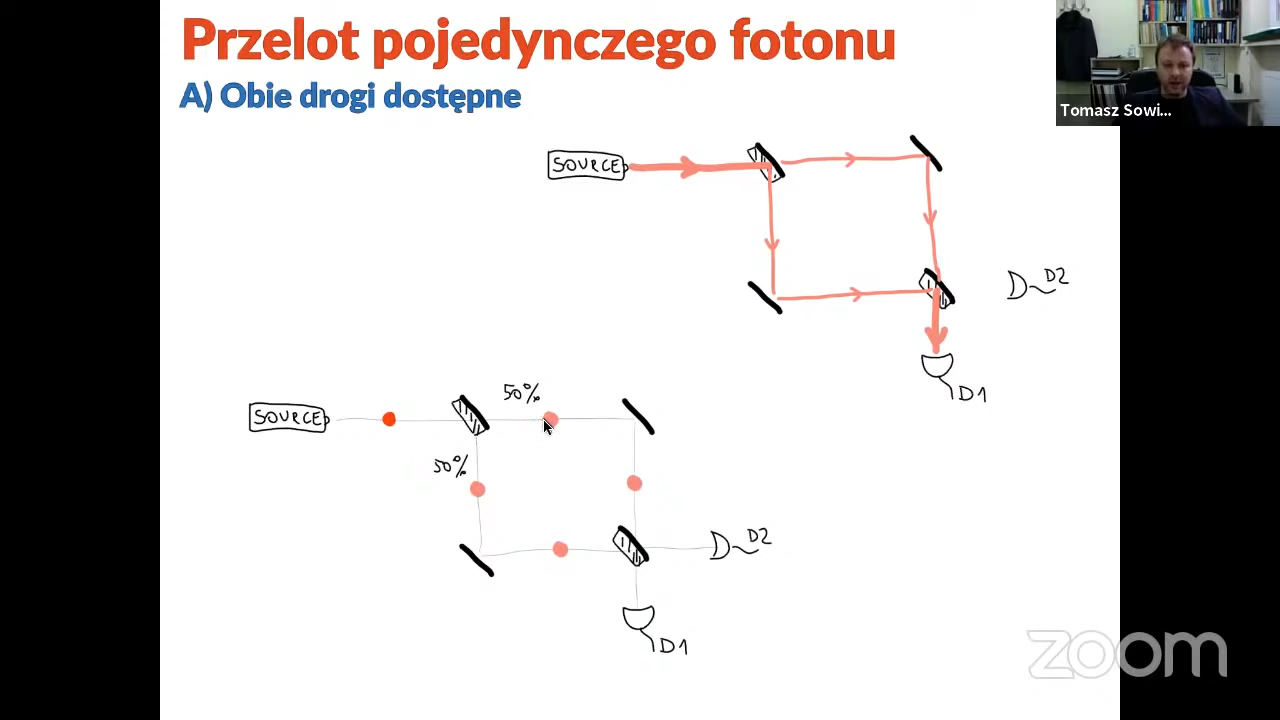 Przelot pojedynczego fotonu
A) Obie drogi dostępne
Tomasz Sowi...
SOURCE
D2
D1
50%
SOURCE
50%
D2
D1
zoom